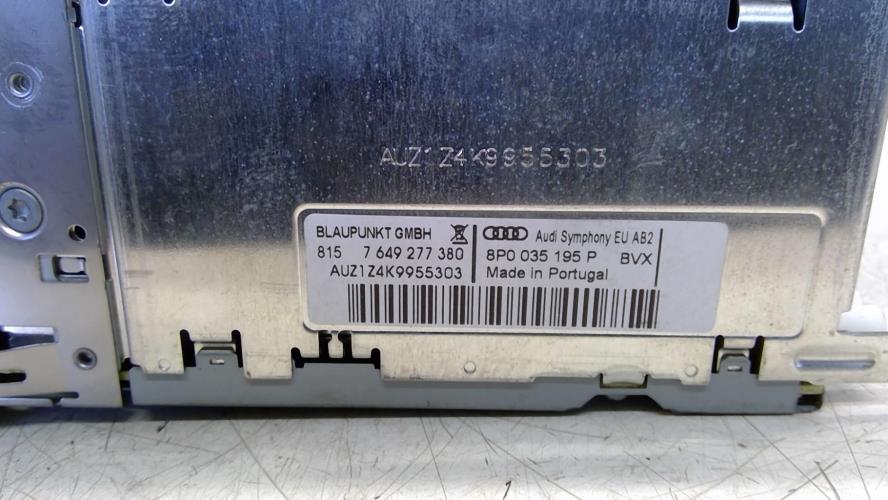 AUZ1Z4K9955303
BLAUPUNKT GMBH
815 7 649 277 380
AUZ1Z4K9955303
Audi Symphony EU AB2
8P0 035 195 P BVX
Made in Portugal